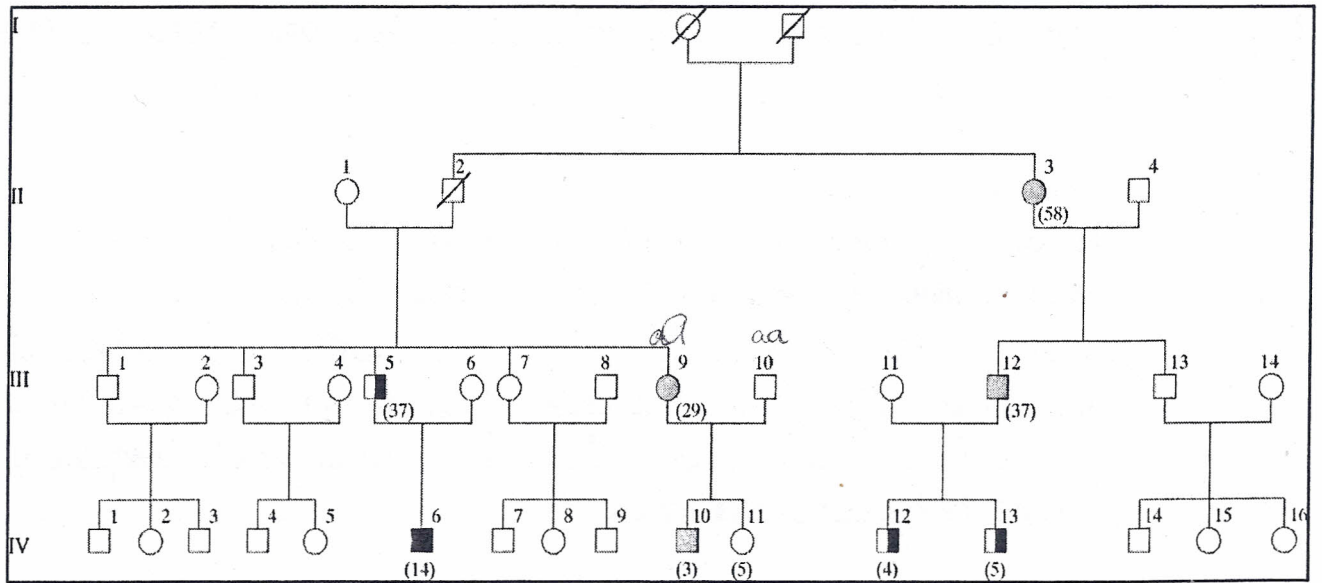 I
1 2 3 4
II
(58)
aA aa
1 2 3 4 5 6 7 8 9 10 11 12 13 14
III
(37) (29) (37)
1 2 3 4 5 6 7 8 9 10 11 12 13 14 15 16
IV
(14) (3) (5) (4) (5)